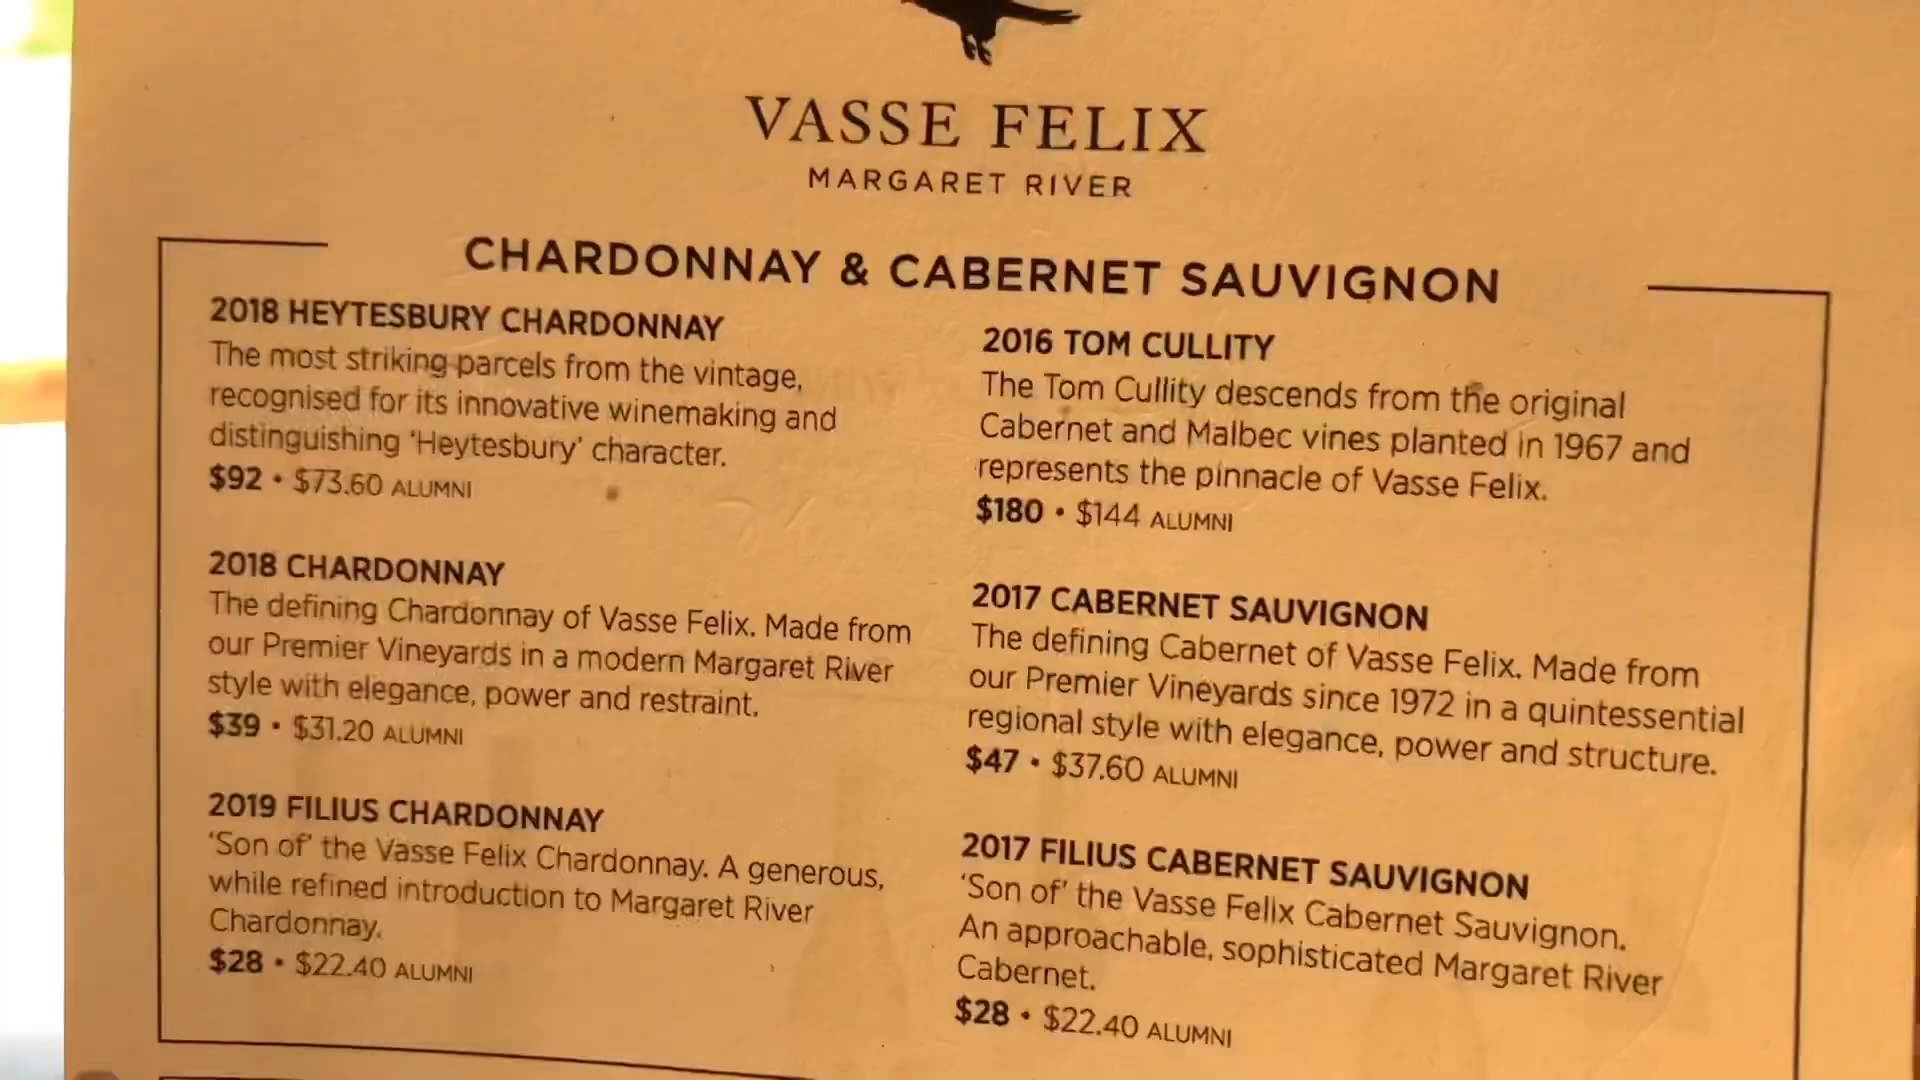 VASSE FELIX
MARGARET RIVER
CHARDONNAY & CABERNET SAUVIGNON
2018 HEYTESBURY CHARDONNAY
The most striking parcels from the vintage,
recognised for its innovative winemaking and
distinguishing ‘Heytesbury’ character.
$92 • $73.60 ALUMNI
2018 CHARDONNAY
The defining Chardonnay of Vasse Felix. Made from
our Premier Vineyards in a modern Margaret River
style with elegance, power and restraint.
$39 • $31.20 ALUMNI
2019 FILIUS CHARDONNAY
‘Son of’ the Vasse Felix Chardonnay. A generous,
while refined introduction to Margaret River
Chardonnay.
$28 • $22.40 ALUMNI
2016 TOM CULLITY
The Tom Cullity descends from the original
Cabernet and Malbec vines planted in 1967 and
represents the pinnacle of Vasse Felix.
$180 • $144 ALUMNI
2017 CABERNET SAUVIGNON
The defining Cabernet of Vasse Felix. Made from
our Premier Vineyards since 1972 in a quintessential
regional style with elegance, power and structure.
$47 • $37.60 ALUMNI
2017 FILIUS CABERNET SAUVIGNON
‘Son of’ the Vasse Felix Cabernet Sauvignon.
An approachable, sophisticated Margaret River
Cabernet.
$28 • $22.40 ALUMNI